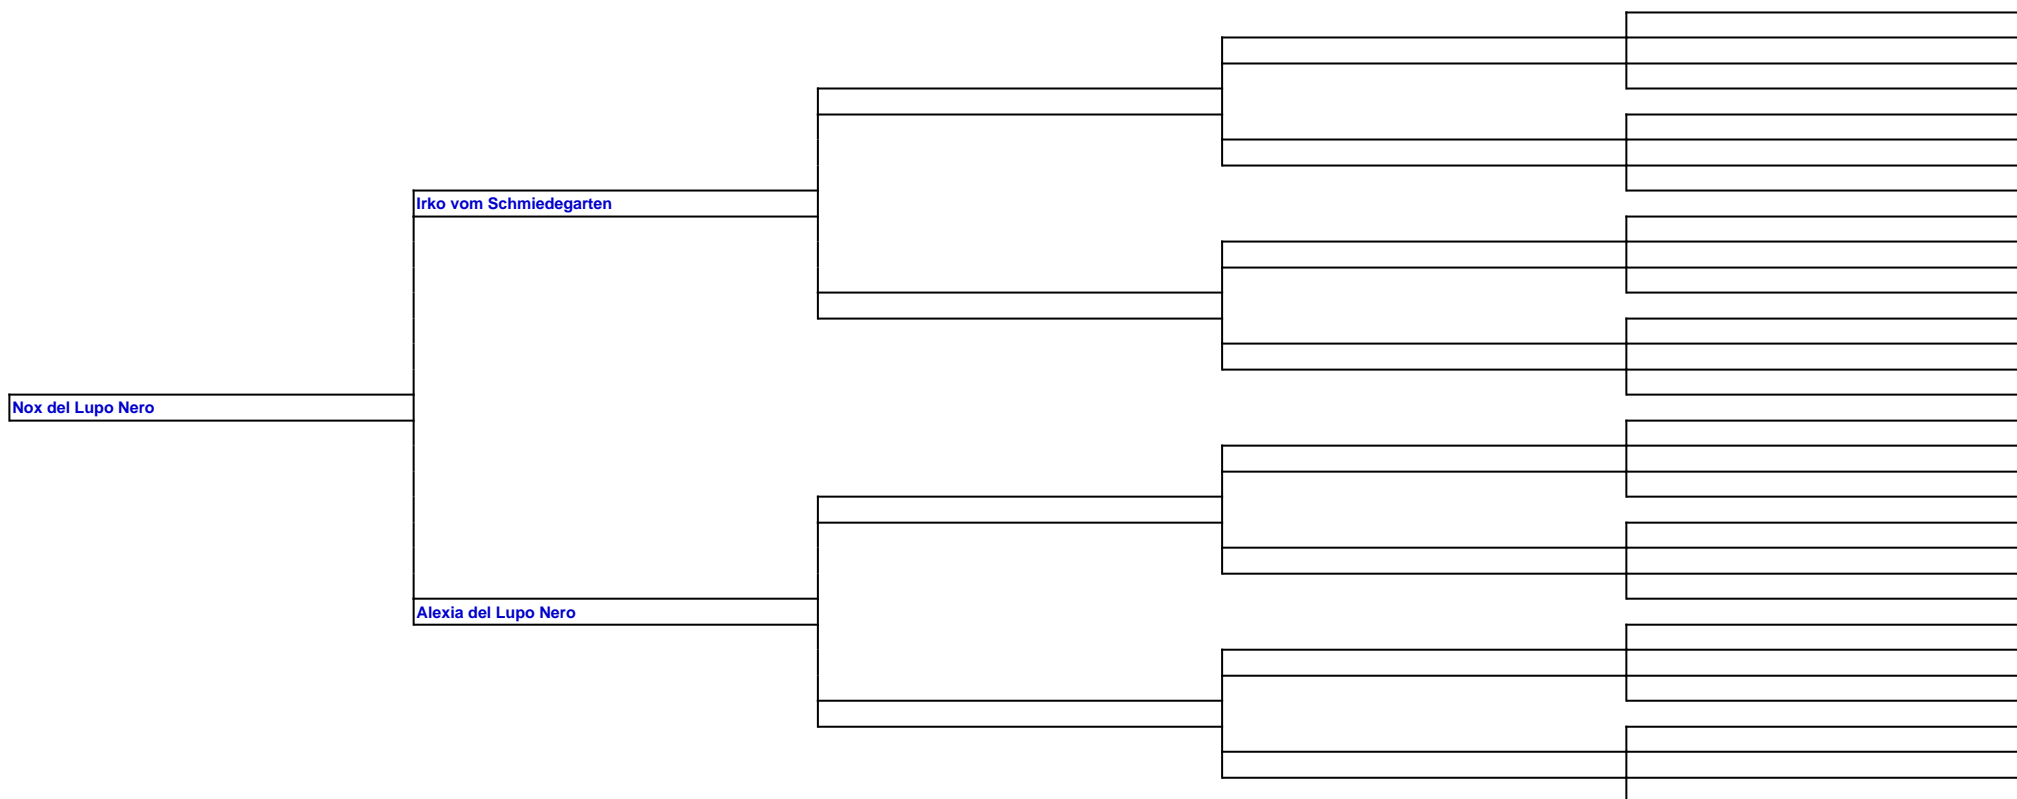 Irko vom Schmiedegarten
Nox del Lupo Nero
Alexia del Lupo Nero